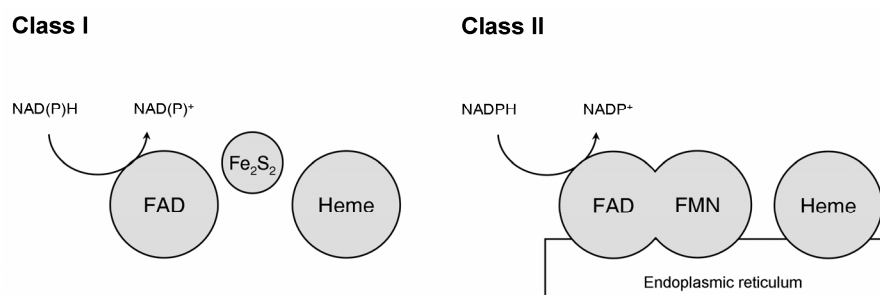 Class I
Class II
NAD(P)H NAD(P)⁺
NADPH NADP⁺
Fe₂S₂
FAD
Heme
FAD
FMN
Heme
Endoplasmic reticulum